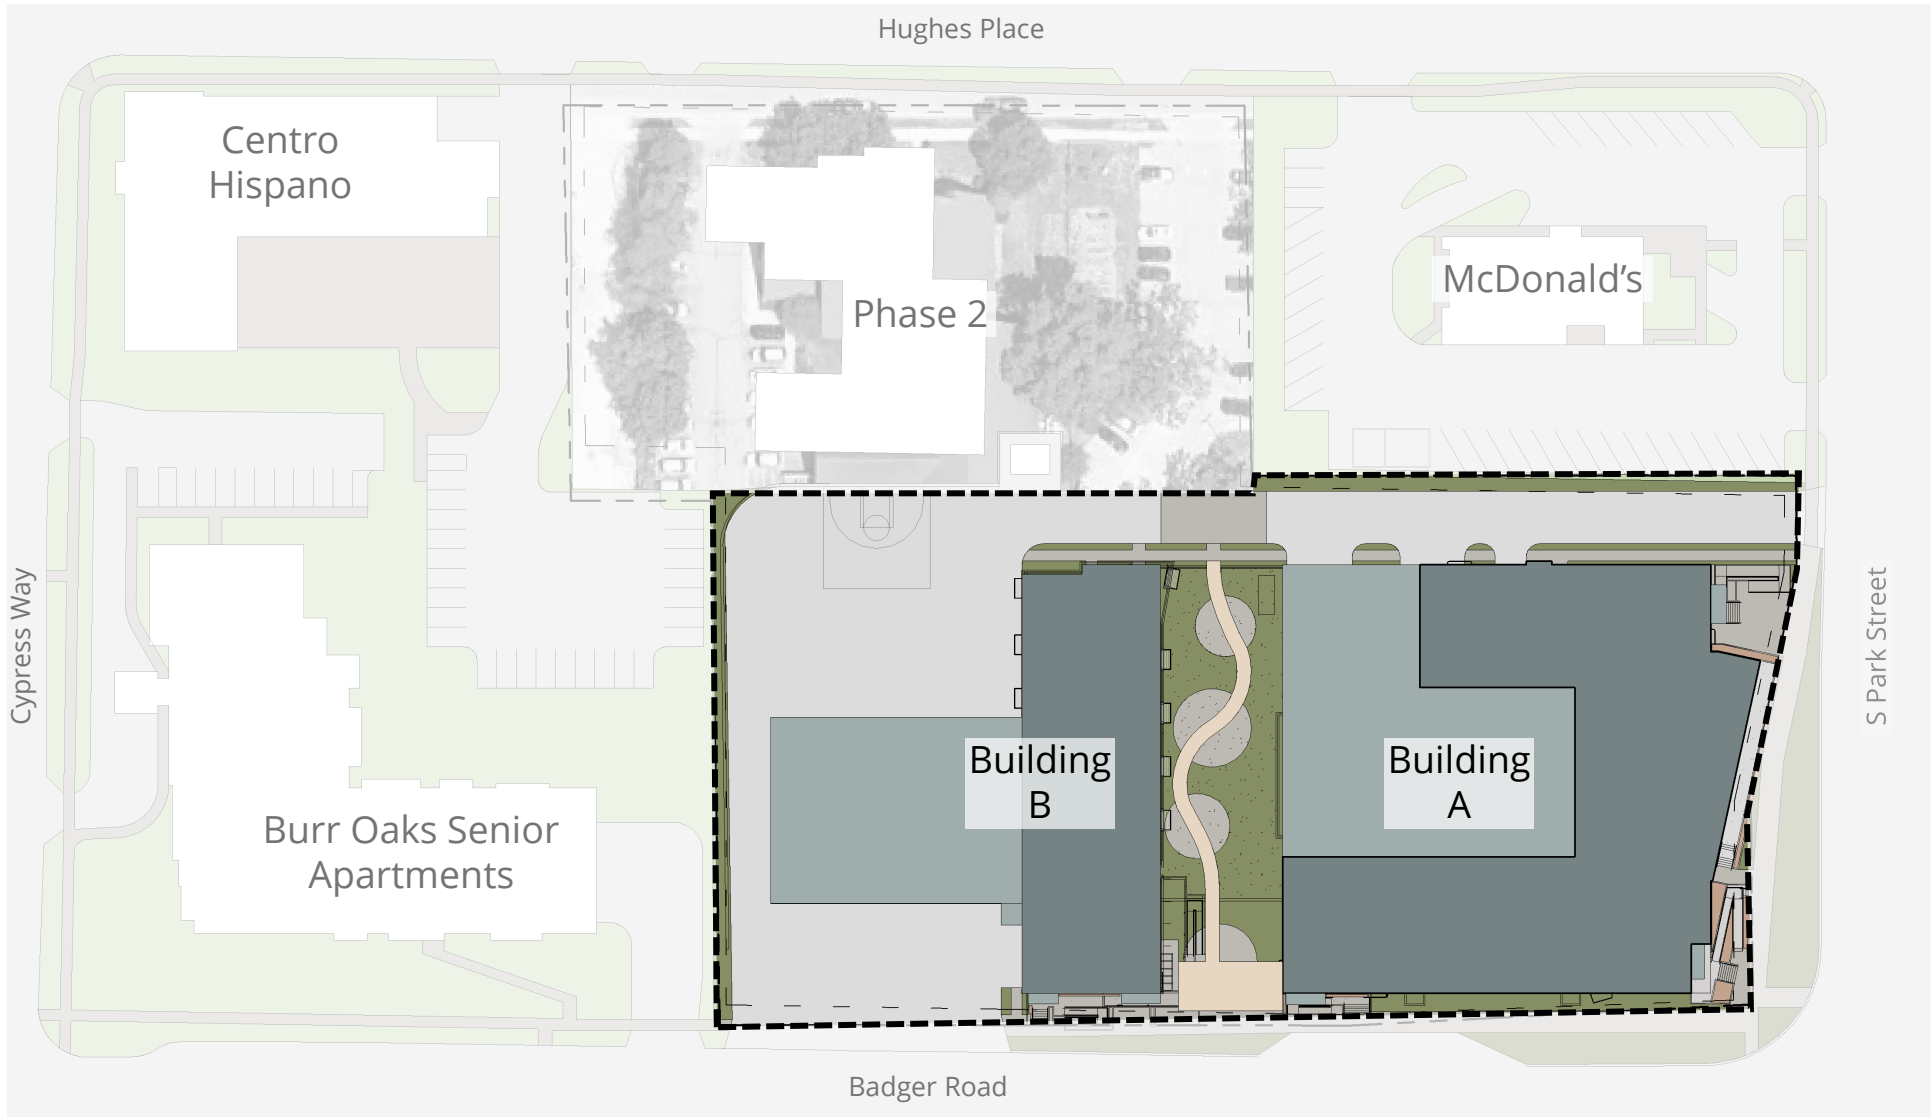 Hughes Place
Centro
Hispano
Phase 2
McDonald’s
Cypress Way
S Park Street
Building
B
Building
A
Burr Oaks Senior
Apartments
Badger Road